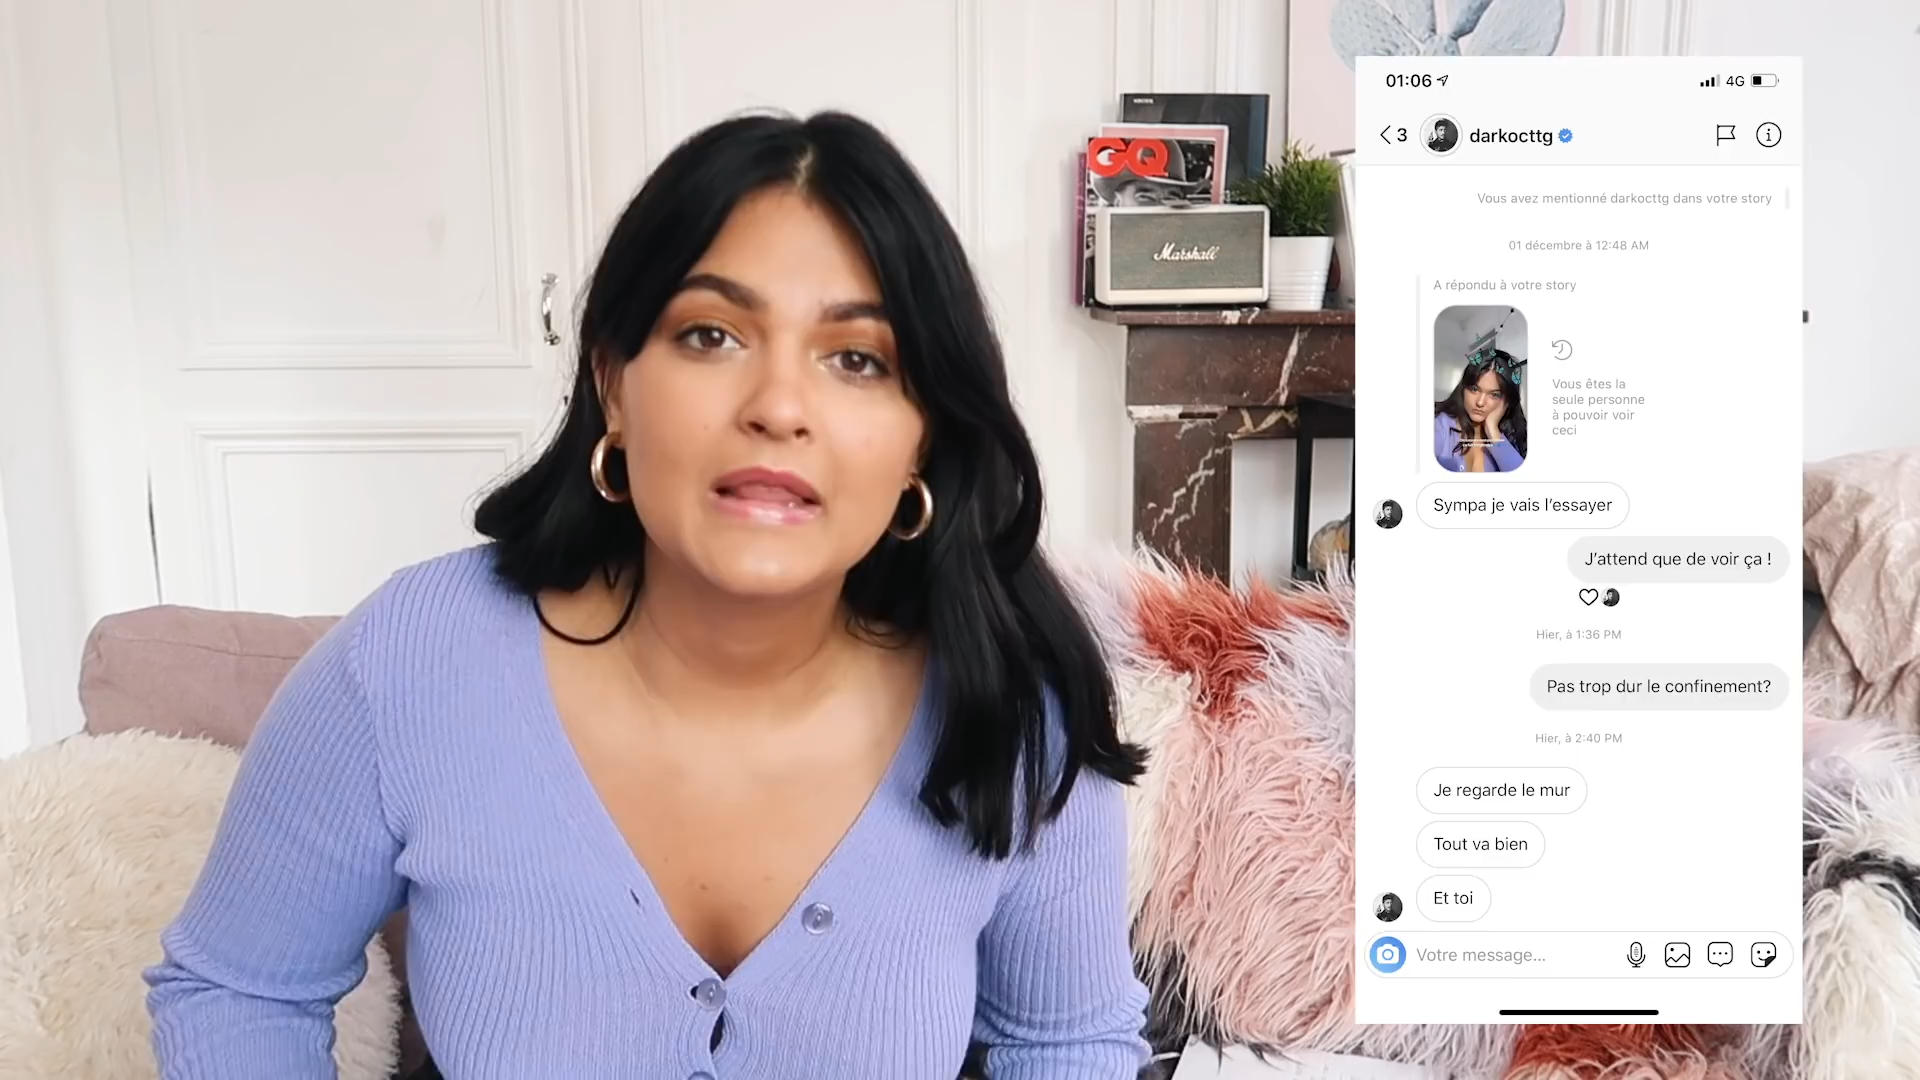 GQ
Marshall
01:06
4G
3
darkocttg
Vous avez mentionné darkocttg dans votre story
01 décembre à 12:48 AM
A répondu à votre story
Vous êtes la
seule personne
à pouvoir voir
ceci
Sympa je vais l'essayer
J'attend que de voir ça !
Hier, à 1:36 PM
Pas trop dur le confinement?
Hier, à 2:40 PM
Je regarde le mur
Tout va bien
Et toi
Votre message...